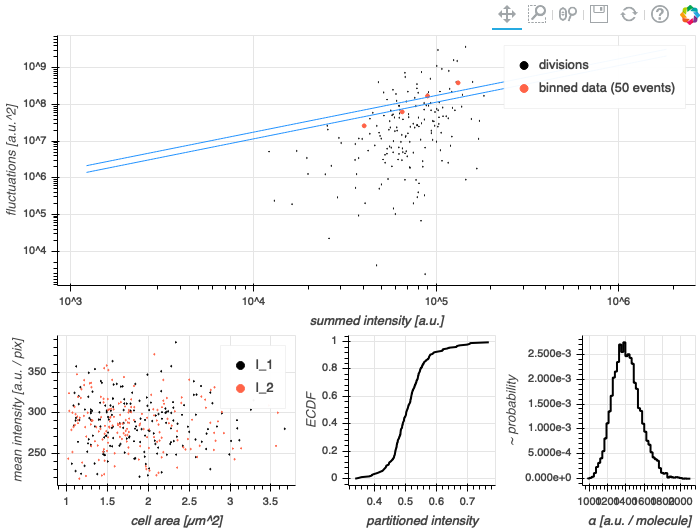 10^9
10^8
10^7
10^6
10^5
10^4
fluctuations [a.u.^2]
divisions
binned data (50 events)
10^3
10^4
10^5
10^6
summed intensity [a.u.]
mean intensity [a.u. / pix]
350
300
250
I_1
I_2
1
1.5
2
2.5
3
3.5
cell area [µm^2]
ECDF
1
0.8
0.6
0.4
0.2
0
0.4
0.5
0.6
0.7
partitioned intensity
~ probability
2.500e-3
2.000e-3
1.500e-3
1.000e-3
5.000e-4
0.000e+0
1000
1200
1400
1600
1800
2000
α [a.u. / molecule]